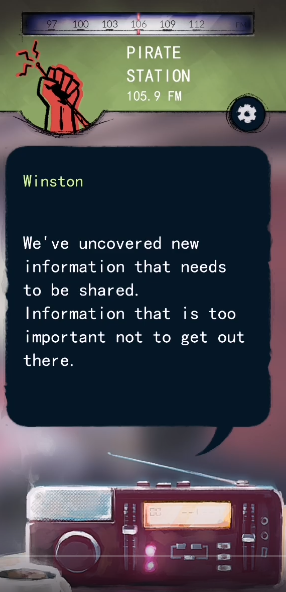 97 100 103 106 109 112
PIRATE
STATION
105.9 FM
Winston
We've uncovered new
information that needs
to be shared.
Information that is too
important not to get out
there.